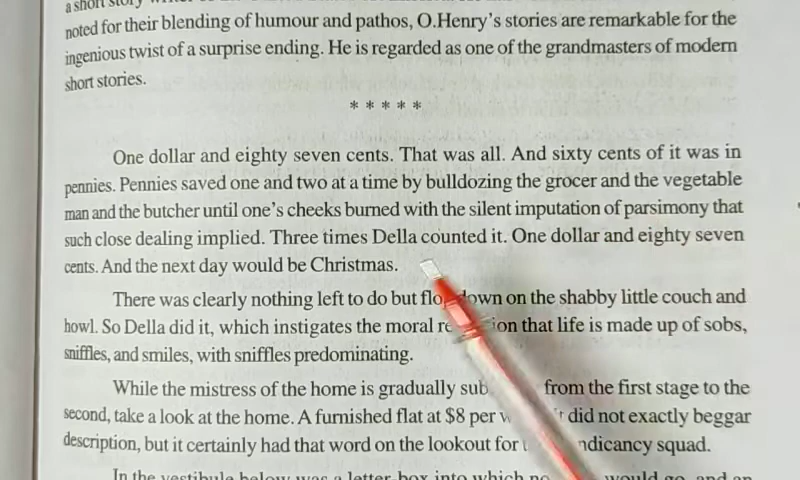 a short story
noted for their blending of humour and pathos, O.Henry's stories are remarkable for the
ingenious twist of a surprise ending. He is regarded as one of the grandmasters of modern
short stories.
* * * * *
One dollar and eighty seven cents. That was all. And sixty cents of it was in
pennies. Pennies saved one and two at a time by bulldozing the grocer and the vegetable
man and the butcher until one's cheeks burned with the silent imputation of parsimony that
such close dealing implied. Three times Della counted it. One dollar and eighty seven
cents. And the next day would be Christmas.
There was clearly nothing left to do but flo down on the shabby little couch and
howl. So Della did it, which instigates the moral re ion that life is made up of sobs,
sniffles, and smiles, with sniffles predominating.
While the mistress of the home is gradually sub from the first stage to the
second, take a look at the home. A furnished flat at $8 per did not exactly beggar
description, but it certainly had that word on the lookout for ndicancy squad.
In the vestibule below was a letter-box into which no would go, and an